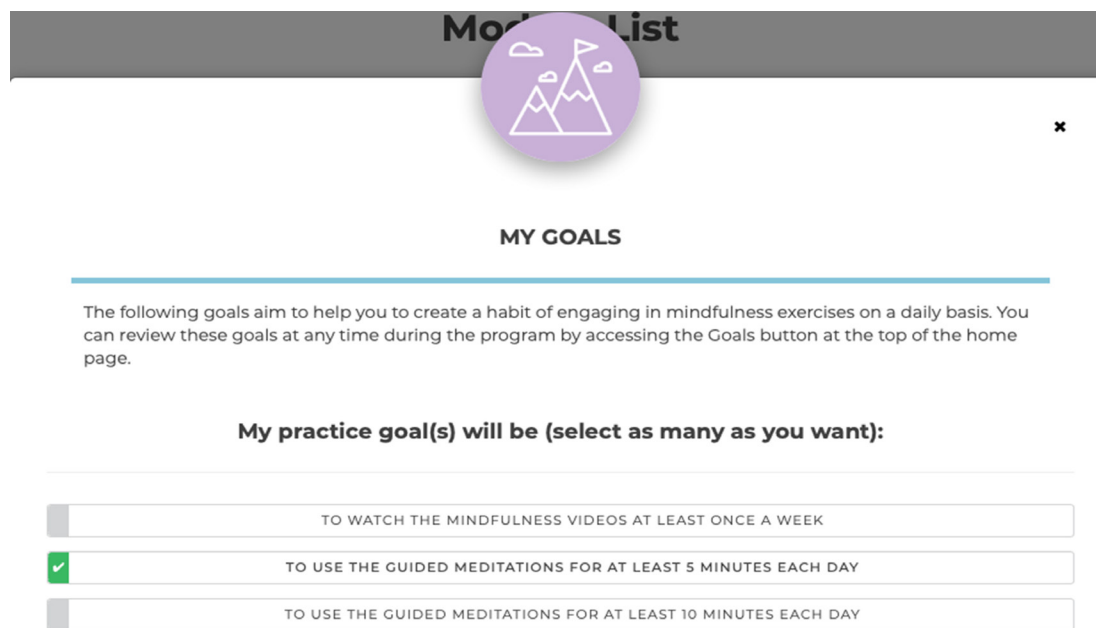 MY GOALS
The following goals aim to help you to create a habit of engaging in mindfulness exercises on a daily basis. You
can review these goals at any time during the program by accessing the Goals button at the top of the home
page.
My practice goal(s) will be (select as many as you want):
TO WATCH THE MINDFULNESS VIDEOS AT LEAST ONCE A WEEK
TO USE THE GUIDED MEDITATIONS FOR AT LEAST 5 MINUTES EACH DAY
TO USE THE GUIDED MEDITATIONS FOR AT LEAST 10 MINUTES EACH DAY